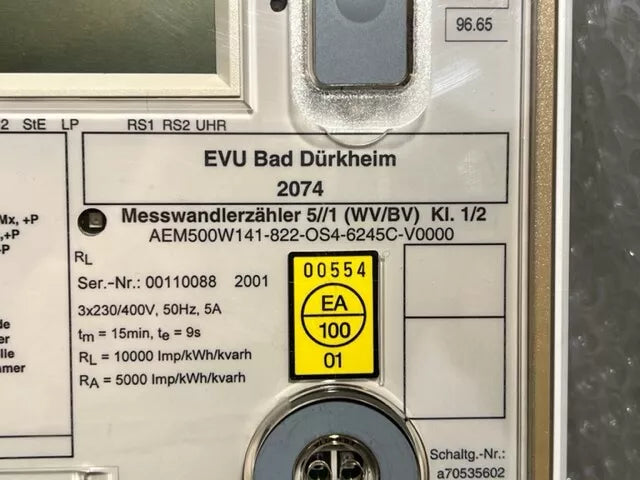 96.65
2 StE LP RS1 RS2 UHR
EVU Bad Dürkheim
2074
Mx, +P
,+P
-P
Messwandlerzähler 5//1 (WV/BV) Kl. 1/2
AEM500W141-822-OS4-6245C-V0000
RL
Ser.-Nr.: 00110088 2001
3x230/400V, 50Hz, 5A
tm = 15min, te = 9s
RL = 10000 Imp/kWh/kvarh
RA = 5000 Imp/kWh/kvarh
00554
EA
100
01
de
er
lle
mer
Schaltg.-Nr.:
a70535602